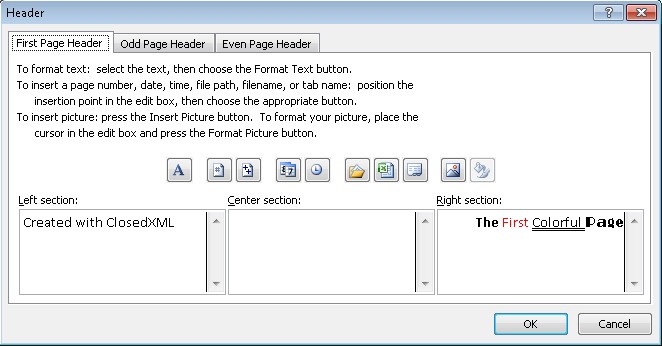 Header
First Page Header Odd Page Header Even Page Header
To format text: select the text, then choose the Format Text button.
To insert a page number, date, time, file path, filename, or tab name: position the
insertion point in the edit box, then choose the appropriate button.
To insert picture: press the Insert Picture button. To format your picture, place the
cursor in the edit box and press the Format Picture button.
A
Left section: Center section: Right section:
Created with ClosedXML The First Colorful Page
OK Cancel